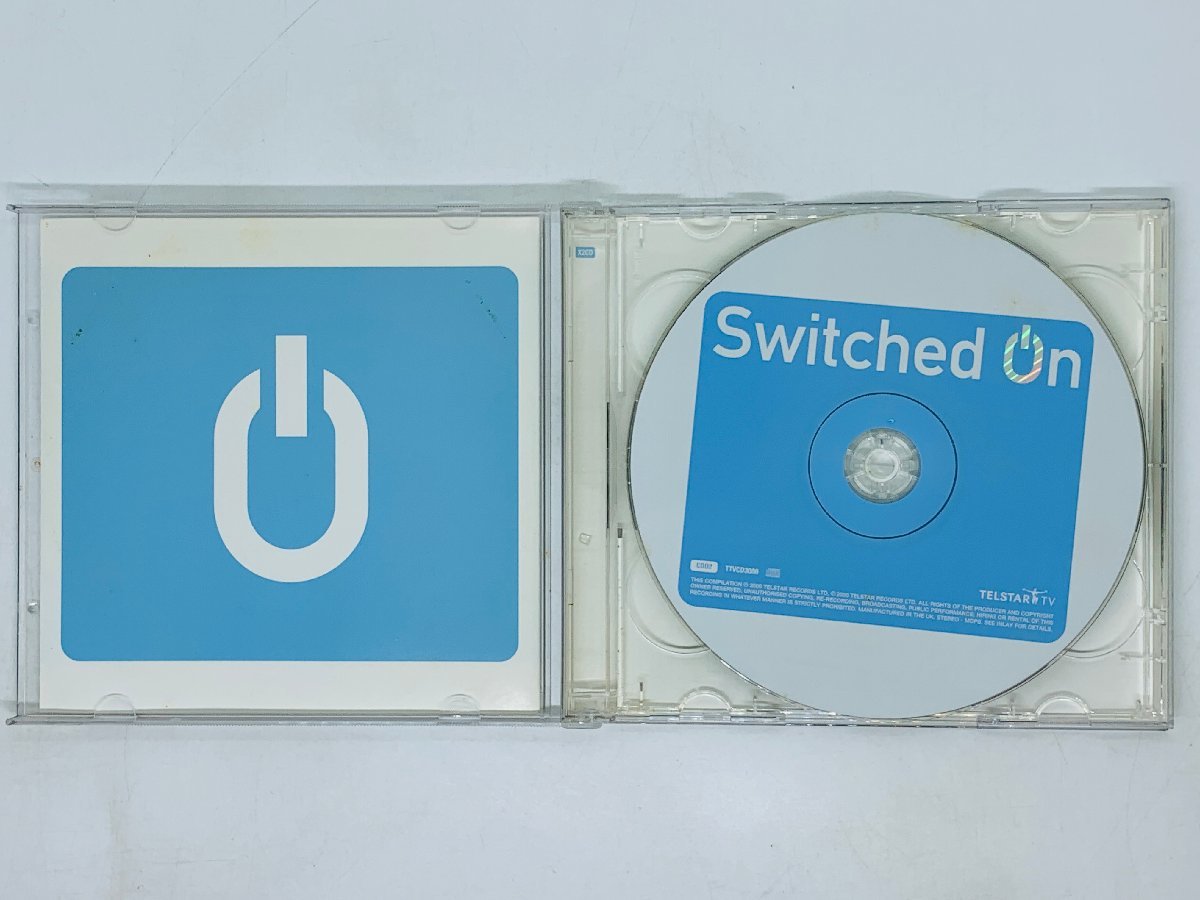 X2CD
Switched On
CD02 TTVCD3086
TELSTAR TV
THIS COMPILATION ℗ 2000 TELSTAR RECORDS LTD, © 2000 TELSTAR RECORDS LTD. ALL RIGHTS OF THE PRODUCER AND COPYRIGHT
OWNER RESERVED. UNAUTHORISED COPYING, RE-RECORDING, BROADCASTING, PUBLIC PERFORMANCE, HIRING OR RENTAL OF THIS
RECORDING IN WHATEVER MANNER IS STRICTLY PROHIBITED. MANUFACTURED IN THE UK. STEREO - MCPS. SEE INLAY FOR DETAILS.